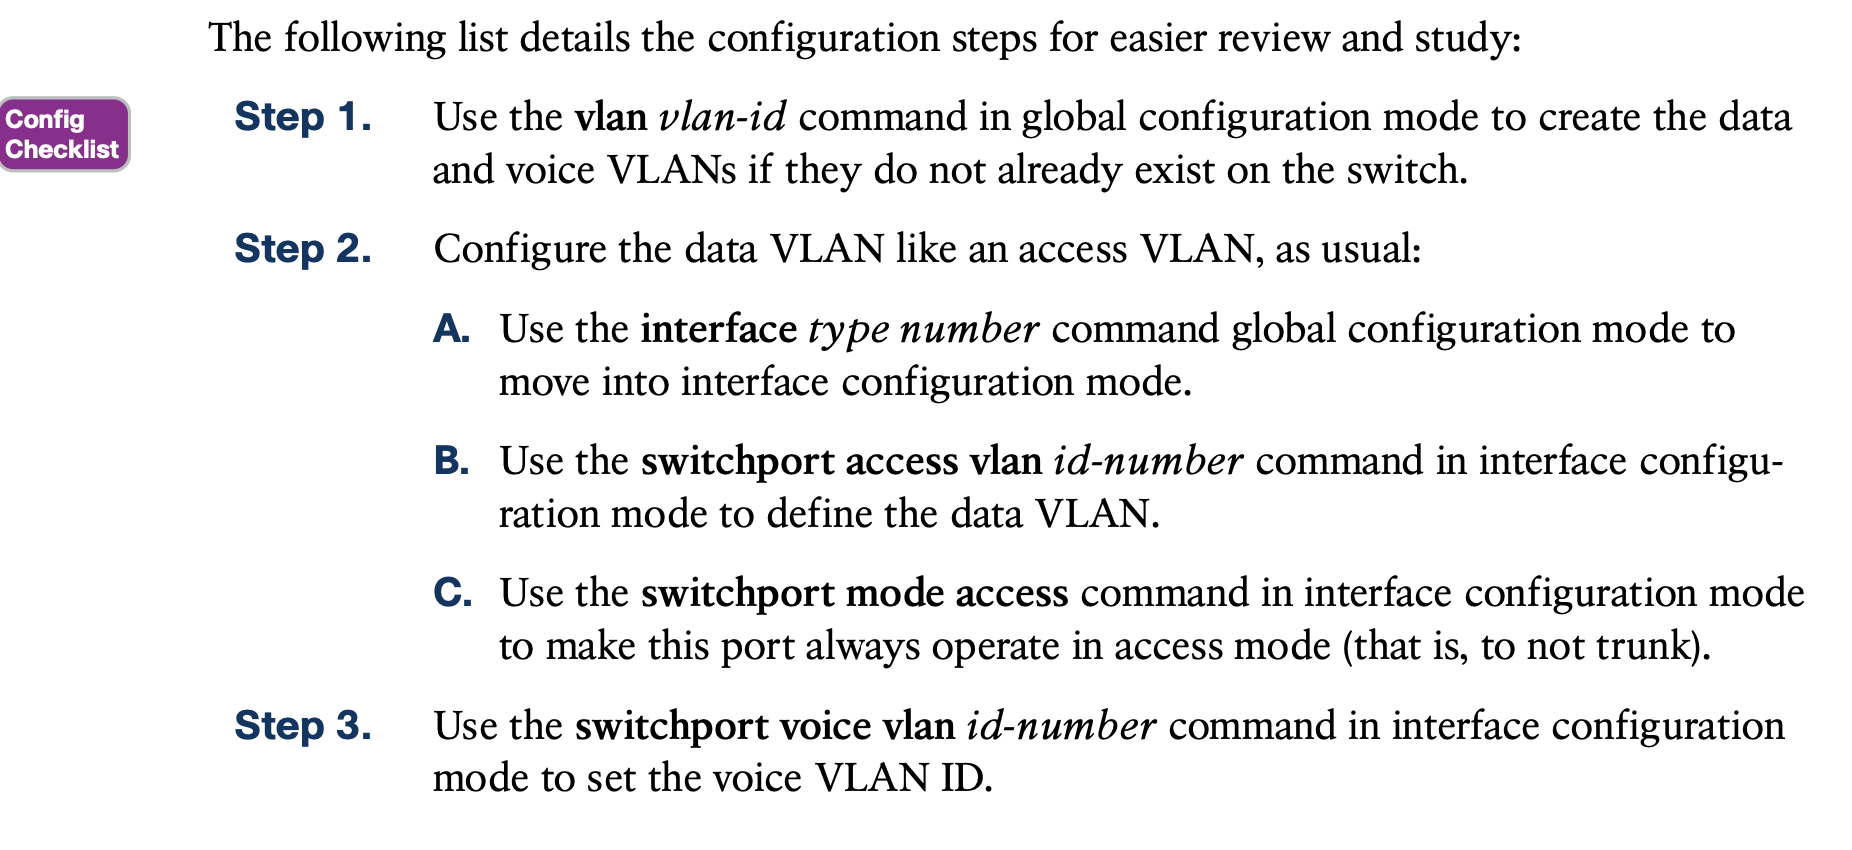 The following list details the configuration steps for easier review and study:
Config
Checklist
Step 1. Use the vlan vlan-id command in global configuration mode to create the data
and voice VLANs if they do not already exist on the switch.
Step 2. Configure the data VLAN like an access VLAN, as usual:
A. Use the interface type number command global configuration mode to
move into interface configuration mode.
B. Use the switchport access vlan id-number command in interface configu-
ration mode to define the data VLAN.
C. Use the switchport mode access command in interface configuration mode
to make this port always operate in access mode (that is, to not trunk).
Step 3. Use the switchport voice vlan id-number command in interface configuration
mode to set the voice VLAN ID.